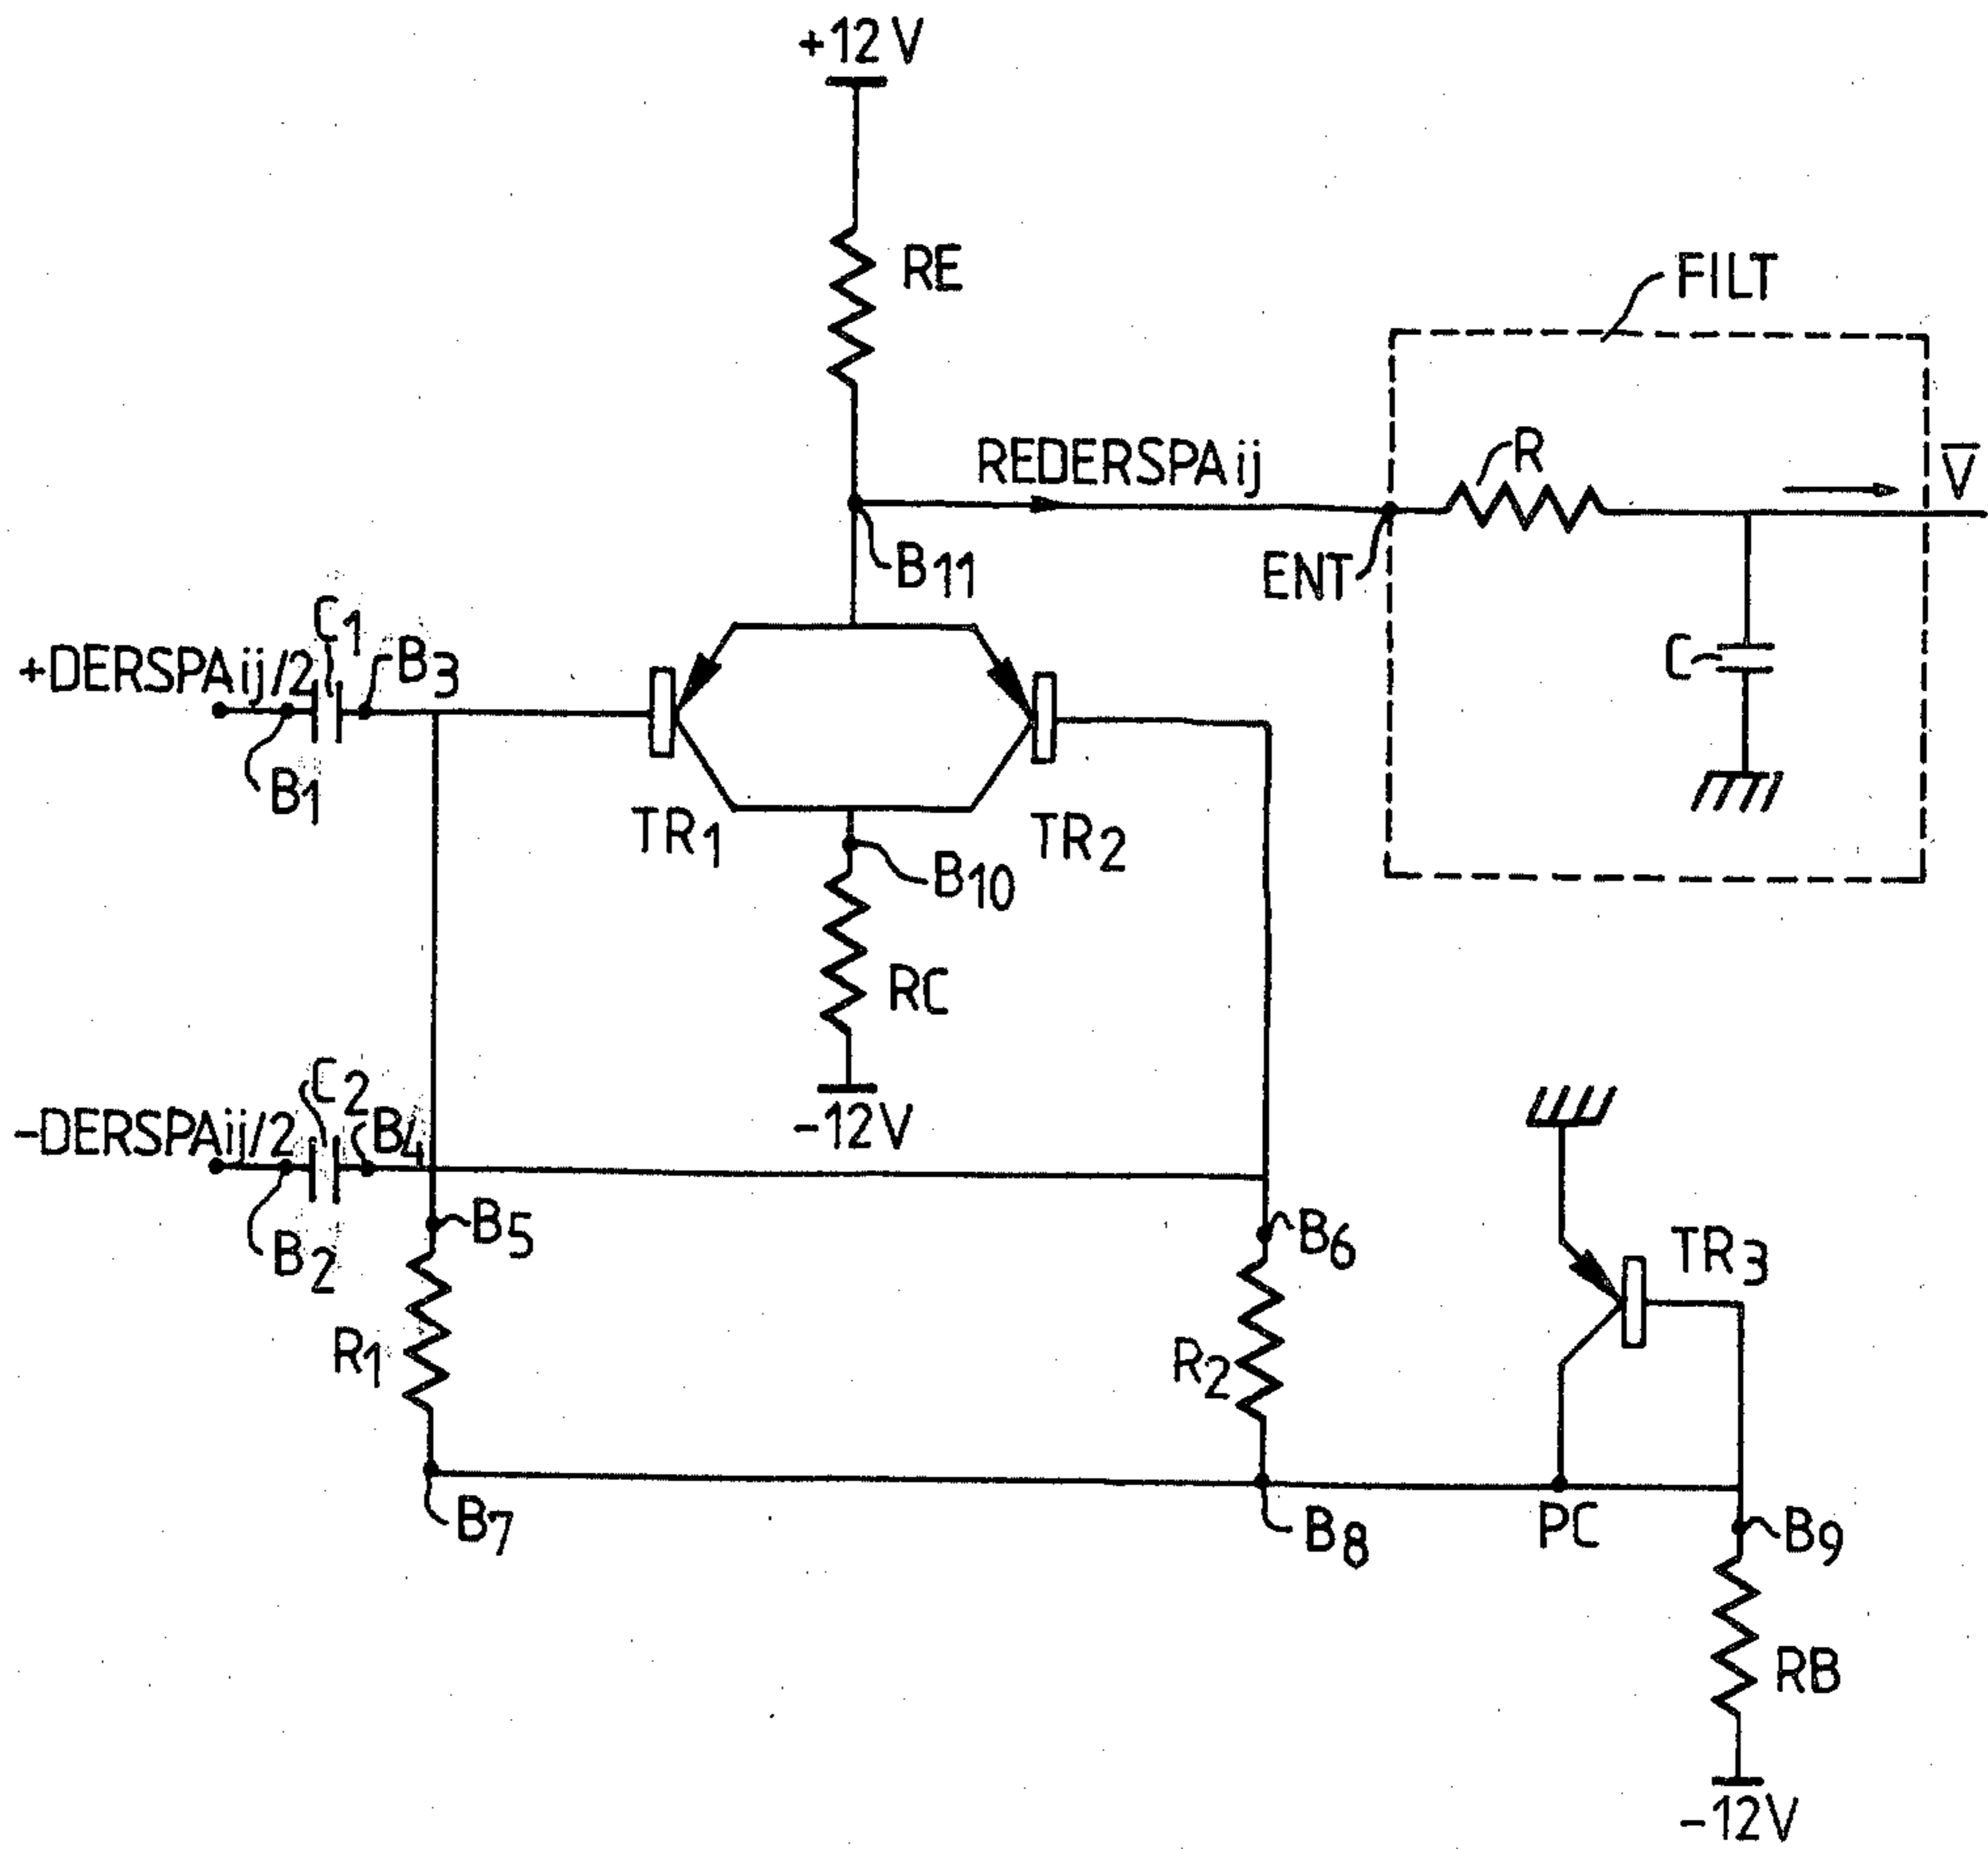 +12V
RE
FILT
REDERSPAij
R
V̅
B11
ENT
C
C1
B3
+DERSPAij/2
B1
TR1
TR2
B10
RC
-12V
C2
B4
-DERSPAij/2
B2
B5
B6
TR3
R1
R2
B7
B8
PC
B9
RB
-12V